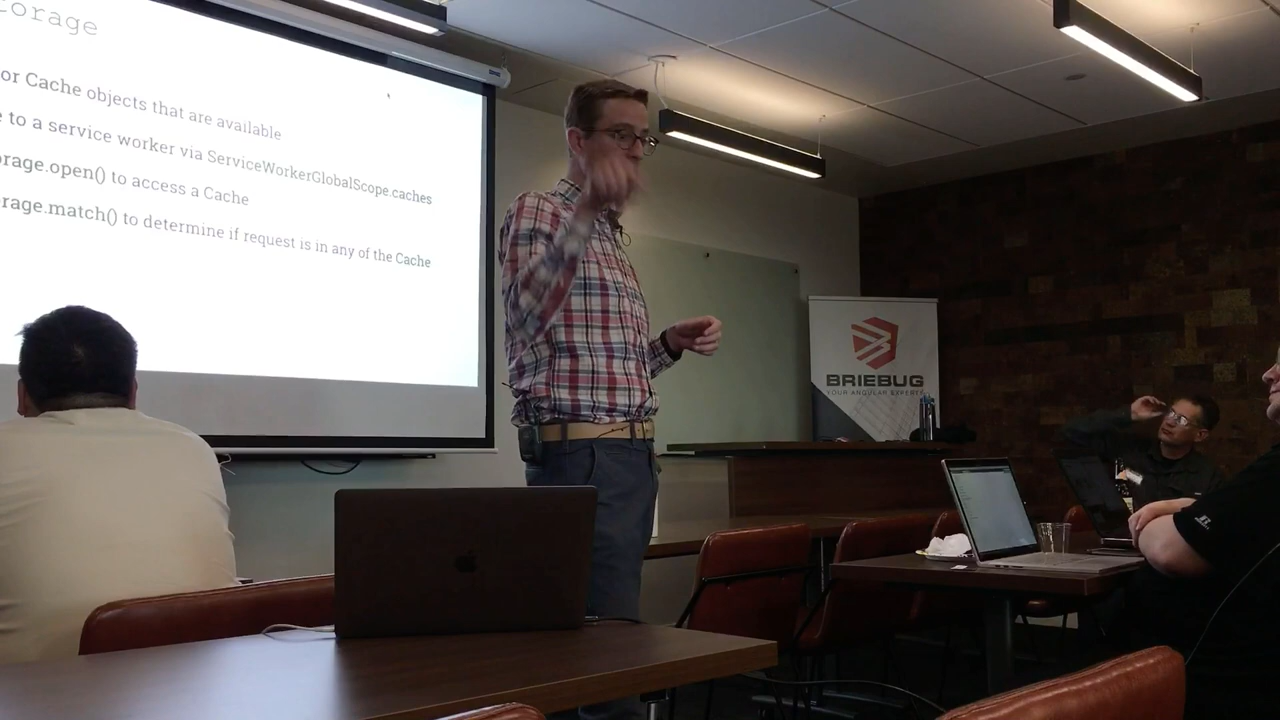 orage
or Cache objects that are available
to a service worker via ServiceWorkerGlobalScope.caches
orage.open() to access a Cache
rage.match() to determine if request is in any of the Cache
BRIEBUG
YOUR ANGULAR EXPERTS